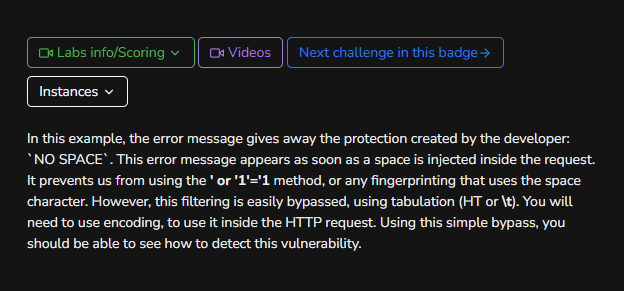 Labs info/Scoring
Videos
Next challenge in this badge→
Instances
In this example, the error message gives away the protection created by the developer:
`NO SPACE`. This error message appears as soon as a space is injected inside the request.
It prevents us from using the ' or '1'='1 method, or any fingerprinting that uses the space
character. However, this filtering is easily bypassed, using tabulation (HT or \t). You will
need to use encoding, to use it inside the HTTP request. Using this simple bypass, you
should be able to see how to detect this vulnerability.